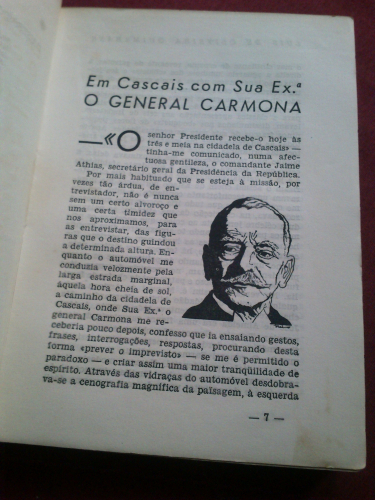 Em Cascais com Sua Ex.ª
O GENERAL CARMONA
—«O senhor Presidente recebe-o hoje às
três e meia na cidadela de Cascais» —
tinha-me comunicado, numa afec-
tuosa gentileza, o comandante Jaime
Athias, secretário geral da Presidência da República.
Por mais habituado que se esteja à missão, por
vezes tão árdua, de en-
trevistador, não é nunca
sem um certo alvoroço e
uma certa timidez que
nos aproximamos, para
as entrevistar, das figu-
ras que o destino guindou
a determinada altura. En-
quanto o automóvel me
conduzia velozmente pela
larga estrada marginal,
àquela hora cheia de sol,
a caminho da cidadela de
Cascais, onde Sua Ex.ª o
general Carmona me re-
ceberia pouco depois, confesso que ia ensaiando gestos,
frases, interrogações, respostas, procurando desta
forma «prever o imprevisto» — se me é permitido o
paradoxo — e criar assim uma maior tranqüilidade de
espírito. Através das vidraças do automóvel desdobra-
va-se a cenografia magnífica da païsagem, à esquerda
— 7 —